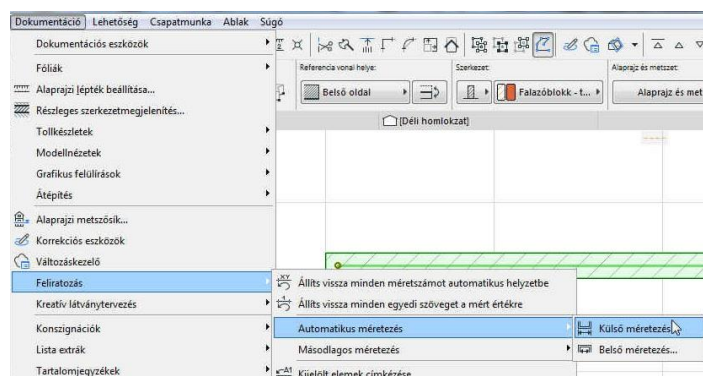 Dokumentáció Lehetőség Csapatmunka Ablak Súgó
Dokumentációs eszközök
Fóliák
Referencia vonal helye:
Szerkezet:
Alaprajz és metszet:
Alaprajzi lépték beállítása...
Belső oldal
Falazóblokk - t...
Alaprajz és met
Részleges szerkezetmegjelenítés...
Tollkészletek
[Déli homlokzat]
Modellnézetek
Grafikus felülírások
Átépítés
Alaprajzi metszősík...
Korrekciós eszközök
Változáskezelő
Feliratozás
Állíts vissza minden méretszámot automatikus helyzetbe
Kreatív látványtervezés
Állíts vissza minden egyedi szöveget a mért értékre
Konszignációk
Automatikus méretezés
Külső méretezés...
Lista extrák
Másodlagos méretezés
Belső méretezés...
Tartalomjegyzékek
Kijelölt elemek címkézése